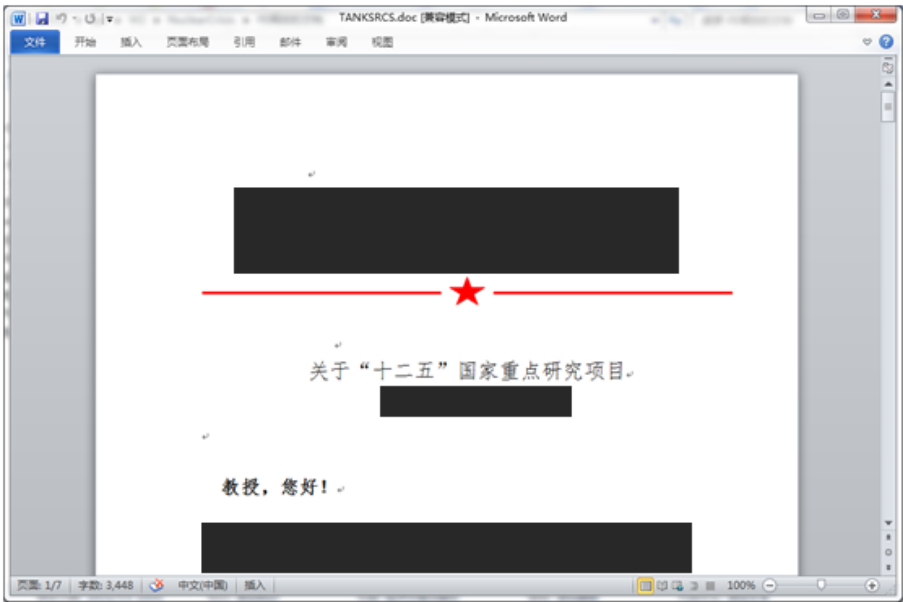 TANKSRCS.doc [兼容模式] - Microsoft Word
文件 开始 插入 页面布局 引用 邮件 审阅 视图
关于“十二五”国家重点研究项目
教授，您好！
页面: 1/7 字数: 3,448 中文(中国) 插入 100%